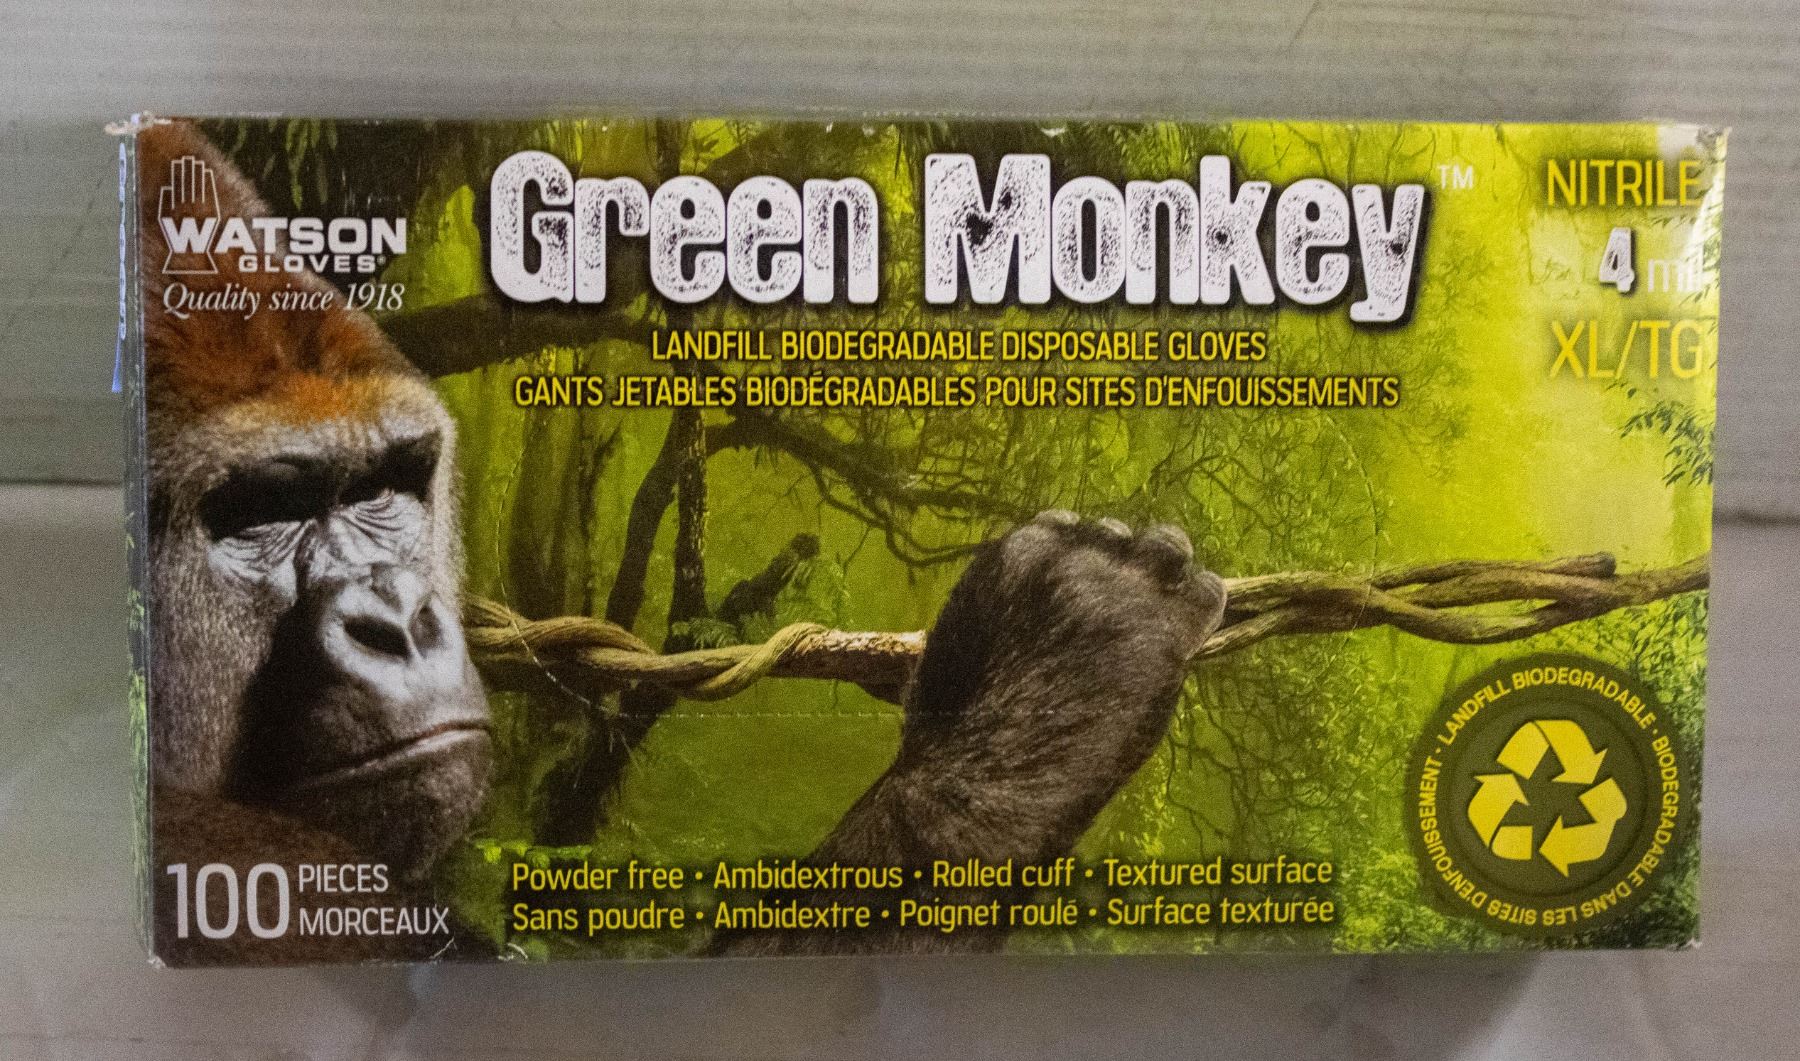 WATSON
GLOVES®
Quality since 1918
Green Monkey™
LANDFILL BIODEGRADABLE DISPOSABLE GLOVES
GANTS JETABLES BIODÉGRADABLES POUR SITES D'ENFOUISSEMENTS
NITRILE
4 mil
XL/TG
100 PIECES
MORCEAUX
Powder free • Ambidextrous • Rolled cuff • Textured surface
Sans poudre • Ambidextre • Poignet roulé • Surface texturée
LANDFILL BIODEGRADABLE • BIODEGRADABLE DANS LES SITES D'ENFOUISSEMENT •